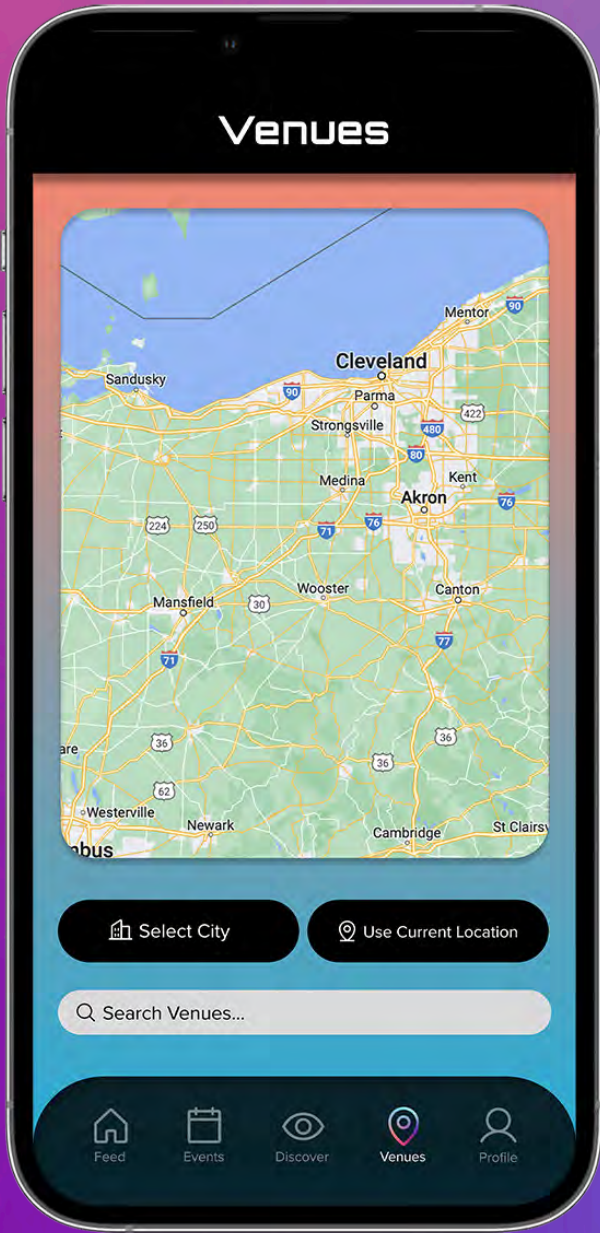 Venues
Mentor
90
Cleveland
Sandusky
90
Parma
422
Strongsville
480
80
Medina
Kent
Akron
76
224
250
71
76
Wooster
Canton
Mansfield
30
77
71
36
36
are
36
62
Westerville
Newark
Cambridge
St Clairsv
nbus
Select City
Use Current Location
Search Venues...
Feed
Events
Discover
Venues
Profile